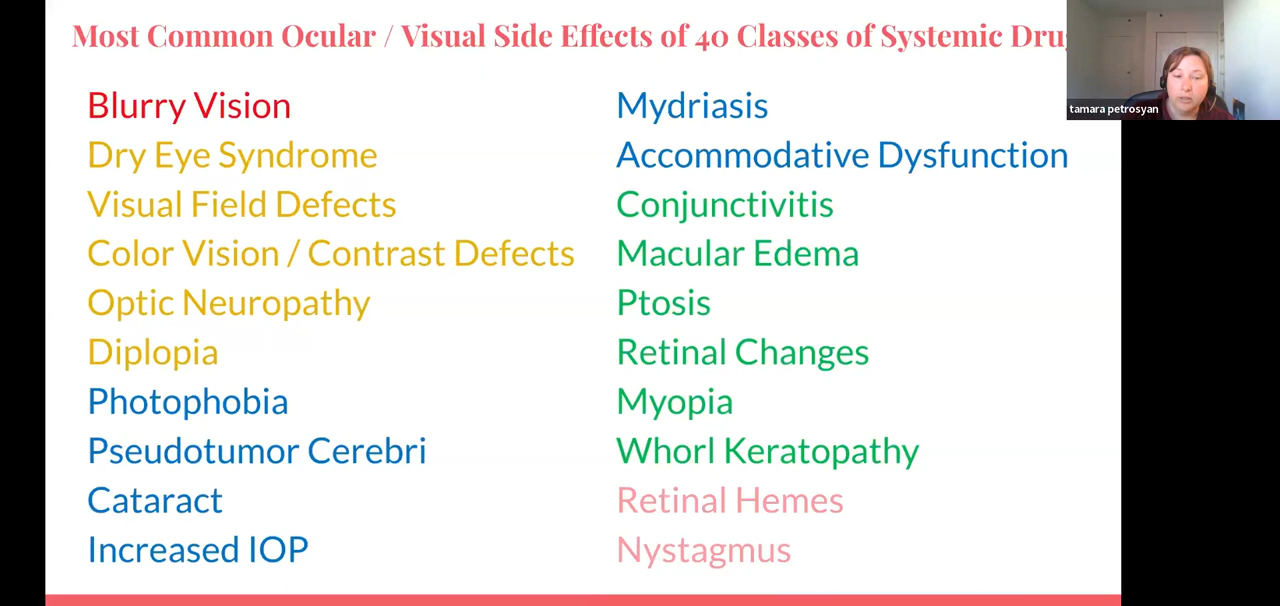 Most Common Ocular / Visual Side Effects of 40 Classes of Systemic
tamara petrosyan
Blurry Vision
Dry Eye Syndrome
Visual Field Defects
Color Vision / Contrast Defects
Optic Neuropathy
Diplopia
Photophobia
Pseudotumor Cerebri
Cataract
Increased IOP
Mydriasis
Accommodative Dysfunction
Conjunctivitis
Macular Edema
Ptosis
Retinal Changes
Myopia
Whorl Keratopathy
Retinal Hemes
Nystagmus